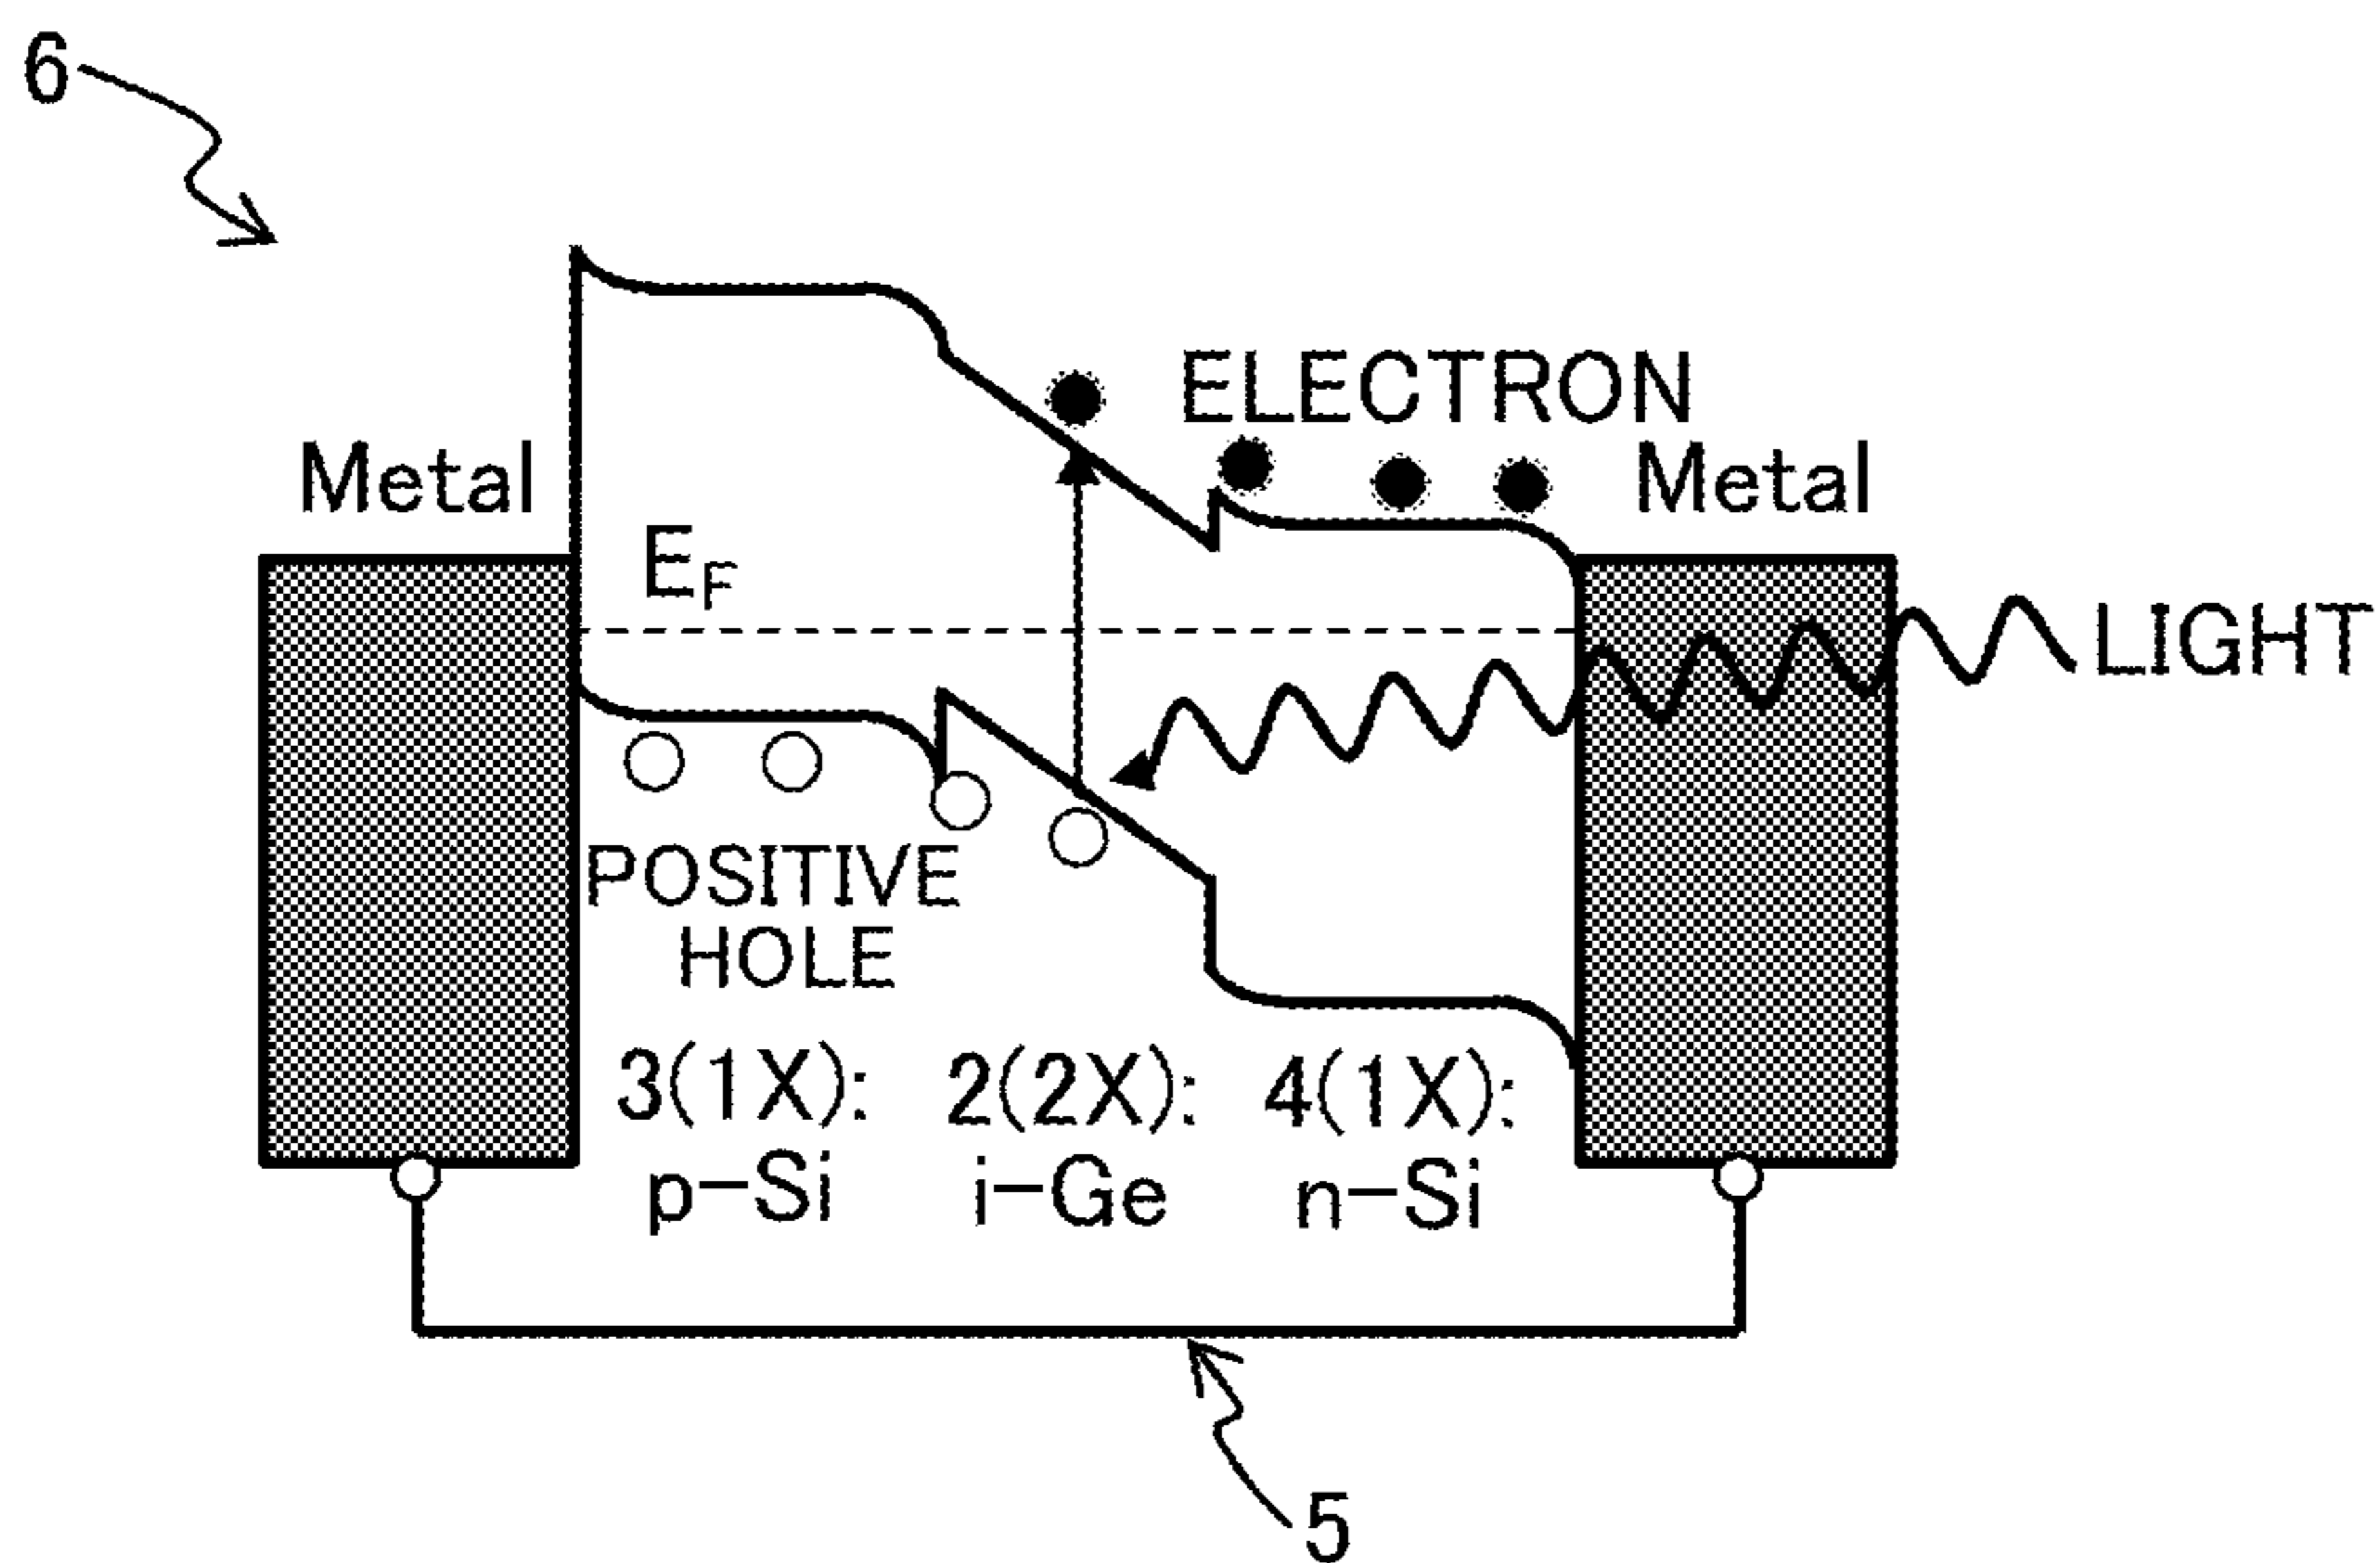 6
ELECTRON
Metal
Metal
EF
LIGHT
POSITIVE
HOLE
3(1X):
p-Si
2(2X):
i-Ge
4(1X):
n-Si
5